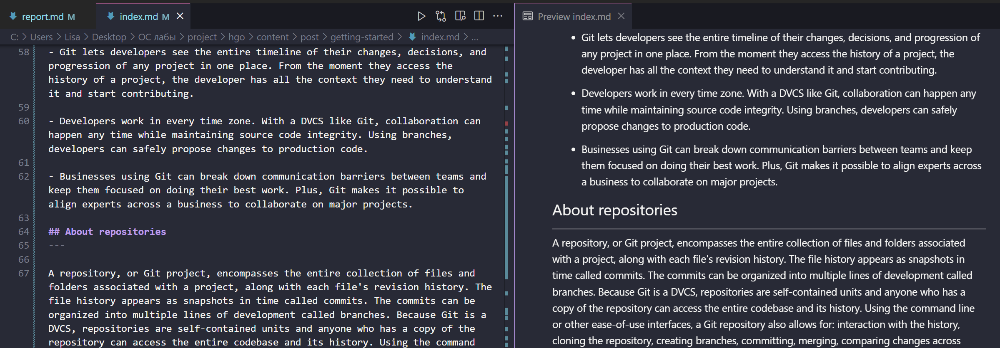 report.md M
index.md M
Preview index.md
C: > Users > Lisa > Desktop > ОС лабы > project > hgo > content > post > getting-started > index.md > ...
58 - Git lets developers see the entire timeline of their changes, decisions, and
progression of any project in one place. From the moment they access the
history of a project, the developer has all the context they need to understand
it and start contributing.
59
60 - Developers work in every time zone. With a DVCS like Git, collaboration can
happen any time while maintaining source code integrity. Using branches,
developers can safely propose changes to production code.
61
62 - Businesses using Git can break down communication barriers between teams and
keep them focused on doing their best work. Plus, Git makes it possible to
align experts across a business to collaborate on major projects.
63
64 ## About repositories
65 ---
66
67 A repository, or Git project, encompasses the entire collection of files and
folders associated with a project, along with each file's revision history. The
file history appears as snapshots in time called commits. The commits can be
organized into multiple lines of development called branches. Because Git is a
DVCS, repositories are self-contained units and anyone who has a copy of the
repository can access the entire codebase and its history. Using the command
• Git lets developers see the entire timeline of their changes, decisions, and progression of
any project in one place. From the moment they access the history of a project, the
developer has all the context they need to understand it and start contributing.
• Developers work in every time zone. With a DVCS like Git, collaboration can happen any
time while maintaining source code integrity. Using branches, developers can safely
propose changes to production code.
• Businesses using Git can break down communication barriers between teams and keep
them focused on doing their best work. Plus, Git makes it possible to align experts across
a business to collaborate on major projects.
About repositories
A repository, or Git project, encompasses the entire collection of files and folders associated
with a project, along with each file's revision history. The file history appears as snapshots in
time called commits. The commits can be organized into multiple lines of development called
branches. Because Git is a DVCS, repositories are self-contained units and anyone who has a
copy of the repository can access the entire codebase and its history. Using the command line
or other ease-of-use interfaces, a Git repository also allows for: interaction with the history,
cloning the repository, creating branches, committing, merging, comparing changes across